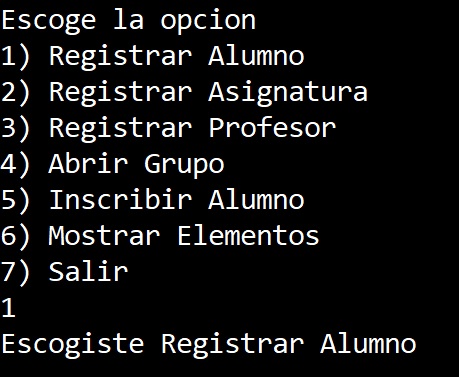 Escoge la opcion
1) Registrar Alumno
2) Registrar Asignatura
3) Registrar Profesor
4) Abrir Grupo
5) Inscribir Alumno
6) Mostrar Elementos
7) Salir
1
Escogiste Registrar Alumno